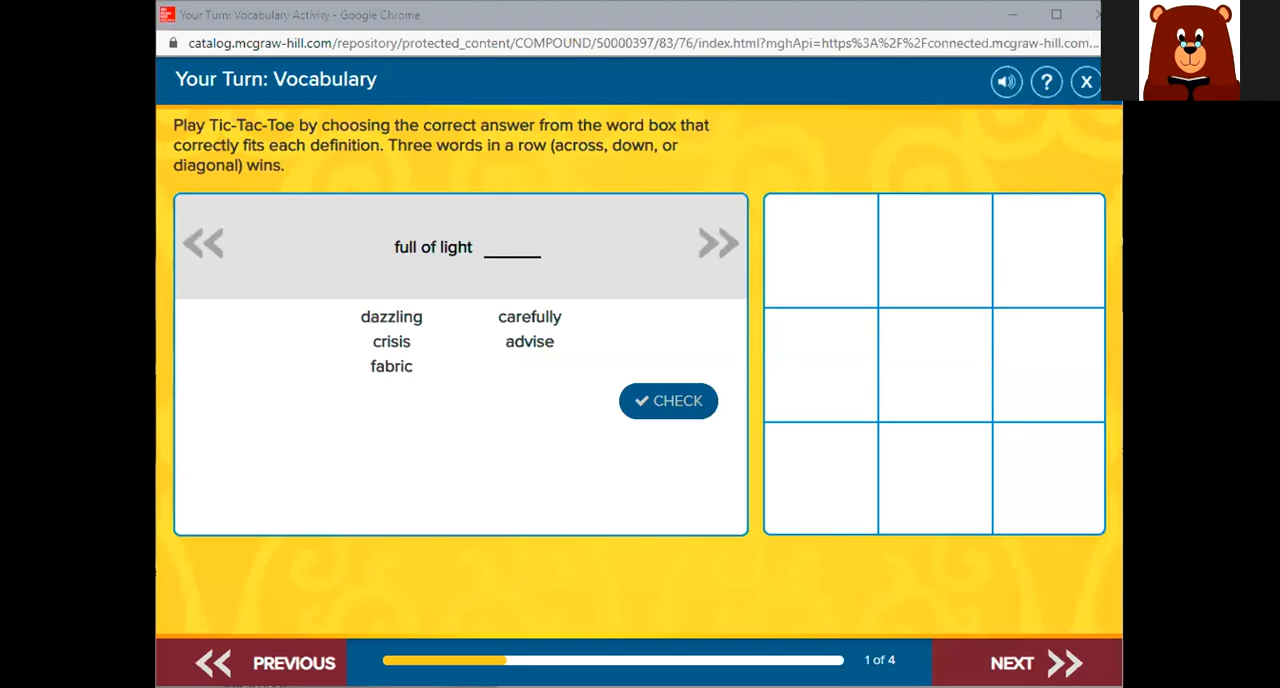 Your Turn: Vocabulary Activity - Google Chrome
catalog.mcgraw-hill.com/repository/protected_content/COMPOUND/50000397/83/76/index.html?mghApi=https%3A%2F%2Fconnected.mcgraw-hill.com...
Your Turn: Vocabulary
Play Tic-Tac-Toe by choosing the correct answer from the word box that
correctly fits each definition. Three words in a row (across, down, or
diagonal) wins.
full of light ______
dazzling carefully
crisis advise
fabric
CHECK
PREVIOUS 1 of 4 NEXT